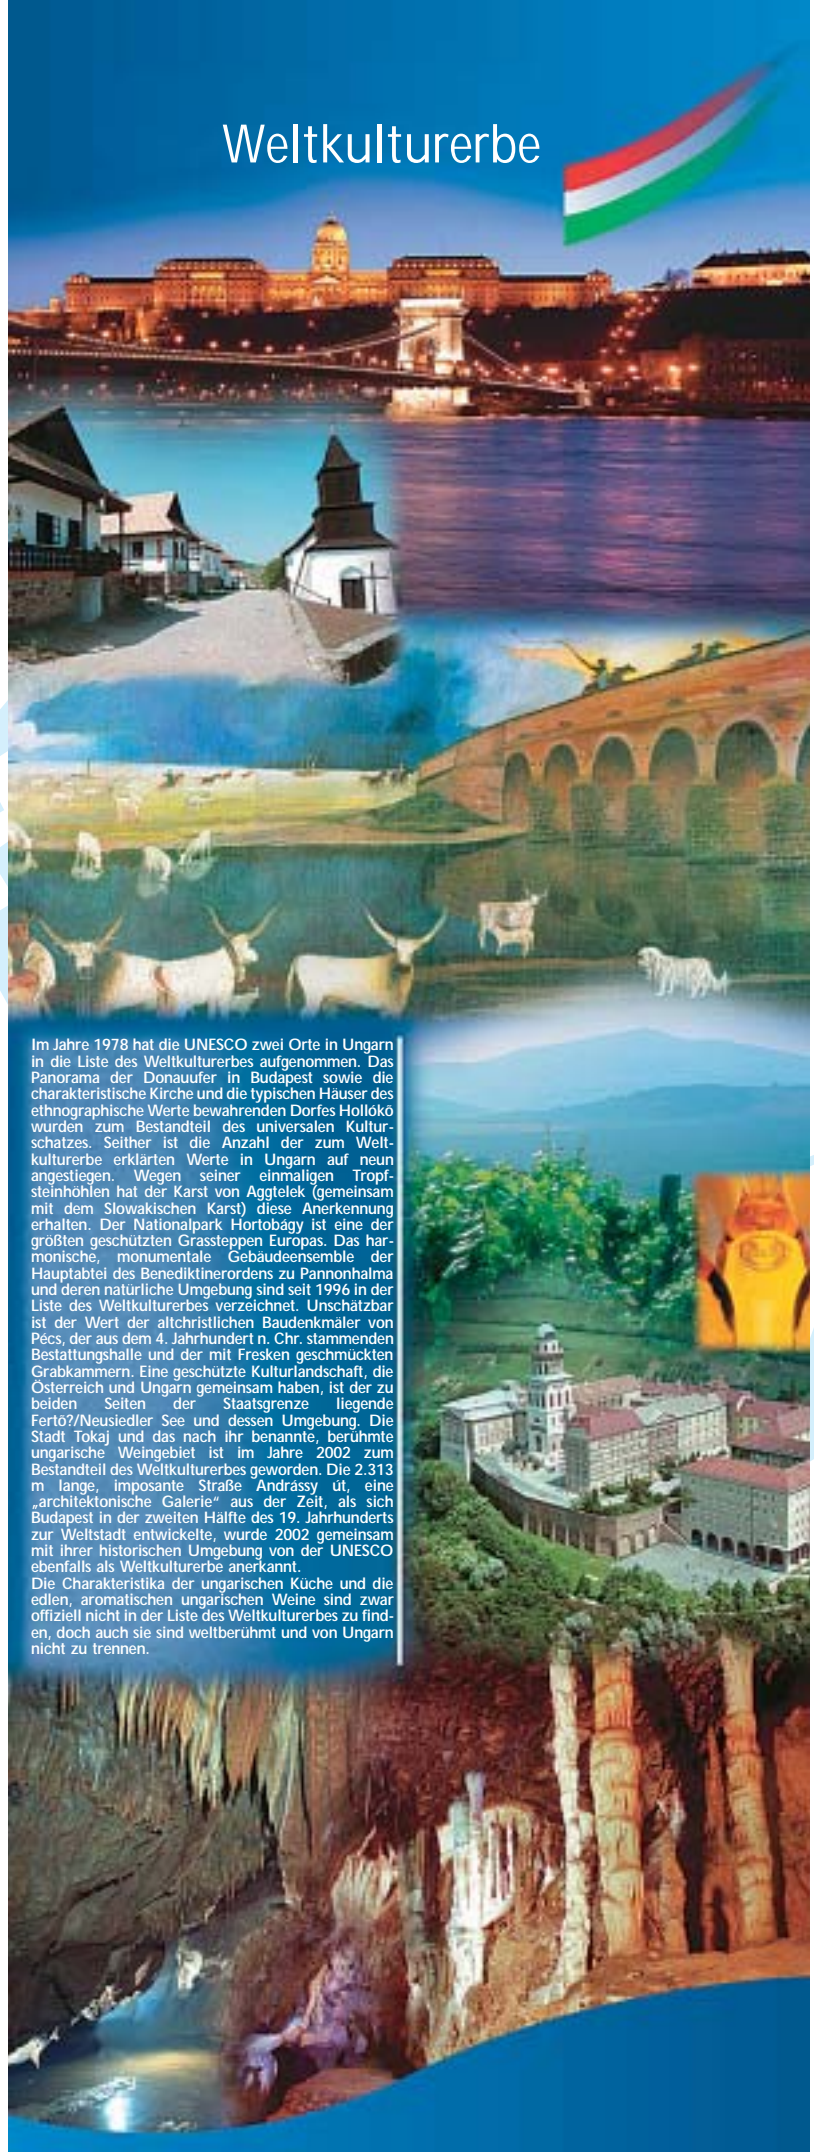 Weltkulturerbe
Im Jahre 1978 hat die UNESCO zwei Orte in Ungarn
in die Liste des Weltkulturerbes aufgenommen. Das
Panorama der Donauufer in Budapest sowie die
charakteristische Kirche und die typischen Häuser des
ethnographische Werte bewahrenden Dorfes Hollókő
wurden zum Bestandteil des universalen Kultur-
schatzes. Seither ist die Anzahl der zum Welt-
kulturerbe erklärten Werte in Ungarn auf neun
angestiegen. Wegen seiner einmaligen Tropf-
steinhöhlen hat der Karst von Aggtelek (gemeinsam
mit dem Slowakischen Karst) diese Anerkennung
erhalten. Der Nationalpark Hortobágy ist eine der
größten geschützten Grassteppen Europas. Das har-
monische, monumentale Gebäudeensemble der
Hauptabtei des Benediktinerordens zu Pannonhalma
und deren natürliche Umgebung sind seit 1996 in der
Liste des Weltkulturerbes verzeichnet. Unschätzbar
ist der Wert der altchristlichen Baudenkmäler von
Pécs, der aus dem 4. Jahrhundert n. Chr. stammenden
Bestattungshalle und der mit Fresken geschmückten
Grabkammern. Eine geschützte Kulturlandschaft, die
Österreich und Ungarn gemeinsam haben, ist der zu
beiden Seiten der Staatsgrenze liegende
Fertő?/Neusiedler See und dessen Umgebung. Die
Stadt Tokaj und das nach ihr benannte, berühmte
ungarische Weingebiet ist im Jahre 2002 zum
Bestandteil des Weltkulturerbes geworden. Die 2.313
m lange, imposante Straße Andrássy út, eine
„architektonische Galerie“ aus der Zeit, als sich
Budapest in der zweiten Hälfte des 19. Jahrhunderts
zur Weltstadt entwickelte, wurde 2002 gemeinsam
mit ihrer historischen Umgebung von der UNESCO
ebenfalls als Weltkulturerbe anerkannt.
Die Charakteristika der ungarischen Küche und die
edlen, aromatischen ungarischen Weine sind zwar
offiziell nicht in der Liste des Weltkulturerbes zu find-
en, doch auch sie sind weltberühmt und von Ungarn
nicht zu trennen.